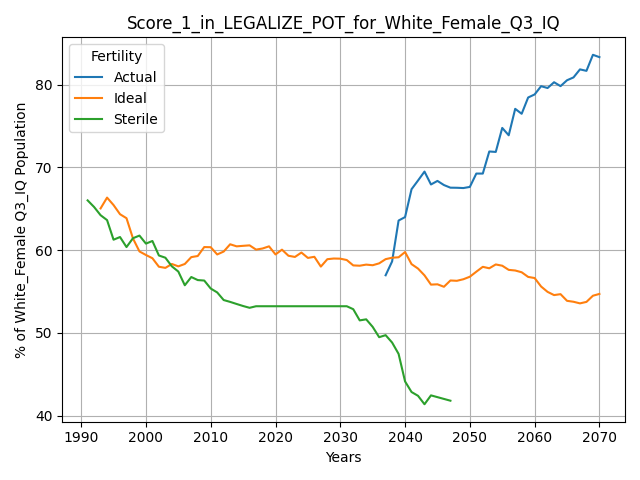 Score_1_in_LEGALIZE_POT_for_White_Female_Q3_IQ
Fertility
Actual
Ideal
Sterile
% of White_Female Q3_IQ Population
80
70
60
50
40
1990 2000 2010 2020 2030 2040 2050 2060 2070
Years